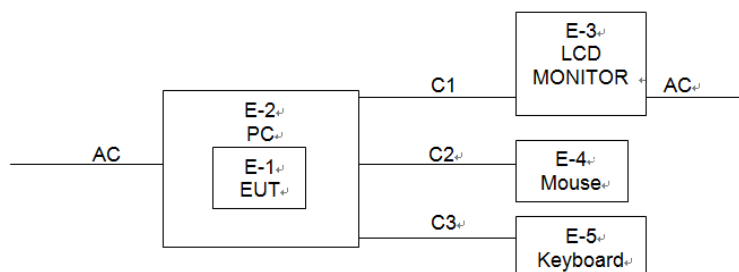 E-3
LCD
MONITOR
C1
AC
E-2
PC
AC
E-1
EUT
C2
E-4
Mouse
C3
E-5
Keyboard